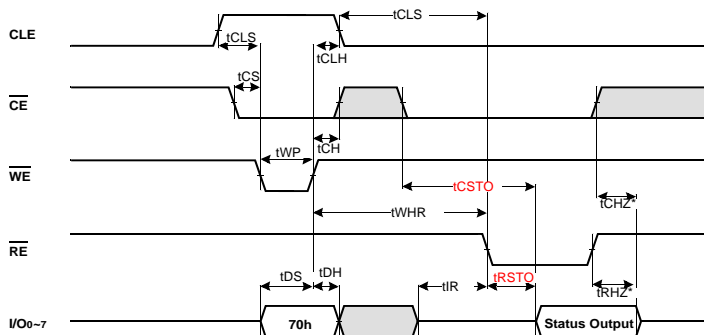 CLE
tCLS
tCLS
tCLH
tCS
CE
tCH
tWP
WE
tCSTO
tCHZ*
tWHR
RE
tRSTO
tRHZ*
tDS
tDH
tIR
I/O0~7
70h
Status Output